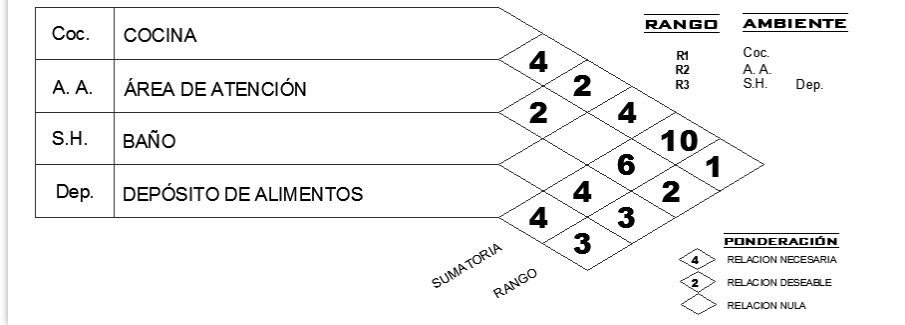 Coc. COCINA
A. A. ÁREA DE ATENCIÓN
S.H. BAÑO
Dep. DEPÓSITO DE ALIMENTOS
4
2
2
4
10
6
1
4
2
4
3
3
SUMATORIA
RANGO
RANGO AMBIENTE
R1 Coc.
R2 A. A.
R3 S.H. Dep.
PONDERACIÓN
4 RELACION NECESARIA
2 RELACION DESEABLE
RELACION NULA